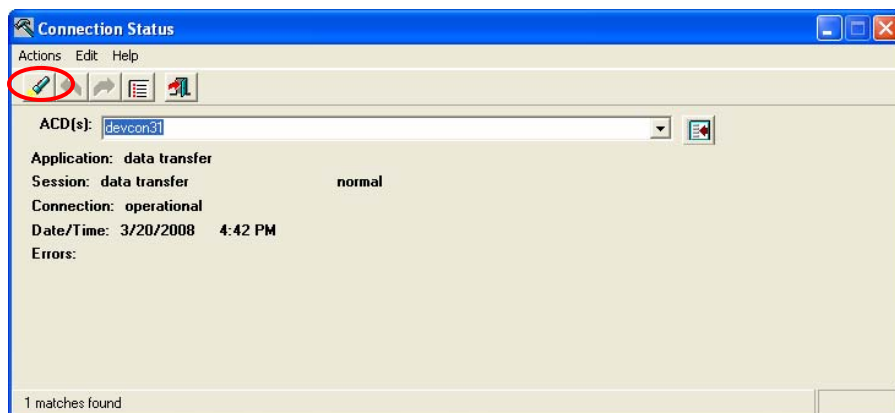 Connection Status
Actions Edit Help
ACD(s): devcon31
Application: data transfer
Session: data transfer normal
Connection: operational
Date/Time: 3/20/2008 4:42 PM
Errors:
1 matches found